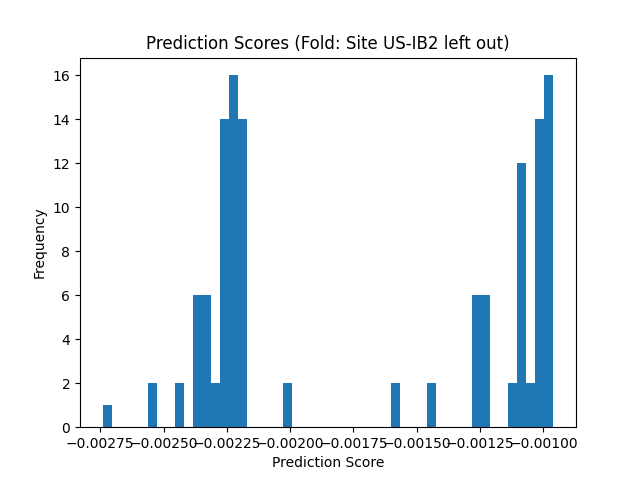 Prediction Scores (Fold: Site US-IB2 left out)
16
14
12
10
8
6
4
2
0
Frequency
−0.00275 −0.00250 −0.00225 −0.00200 −0.00175 −0.00150 −0.00125 −0.00100
Prediction Score